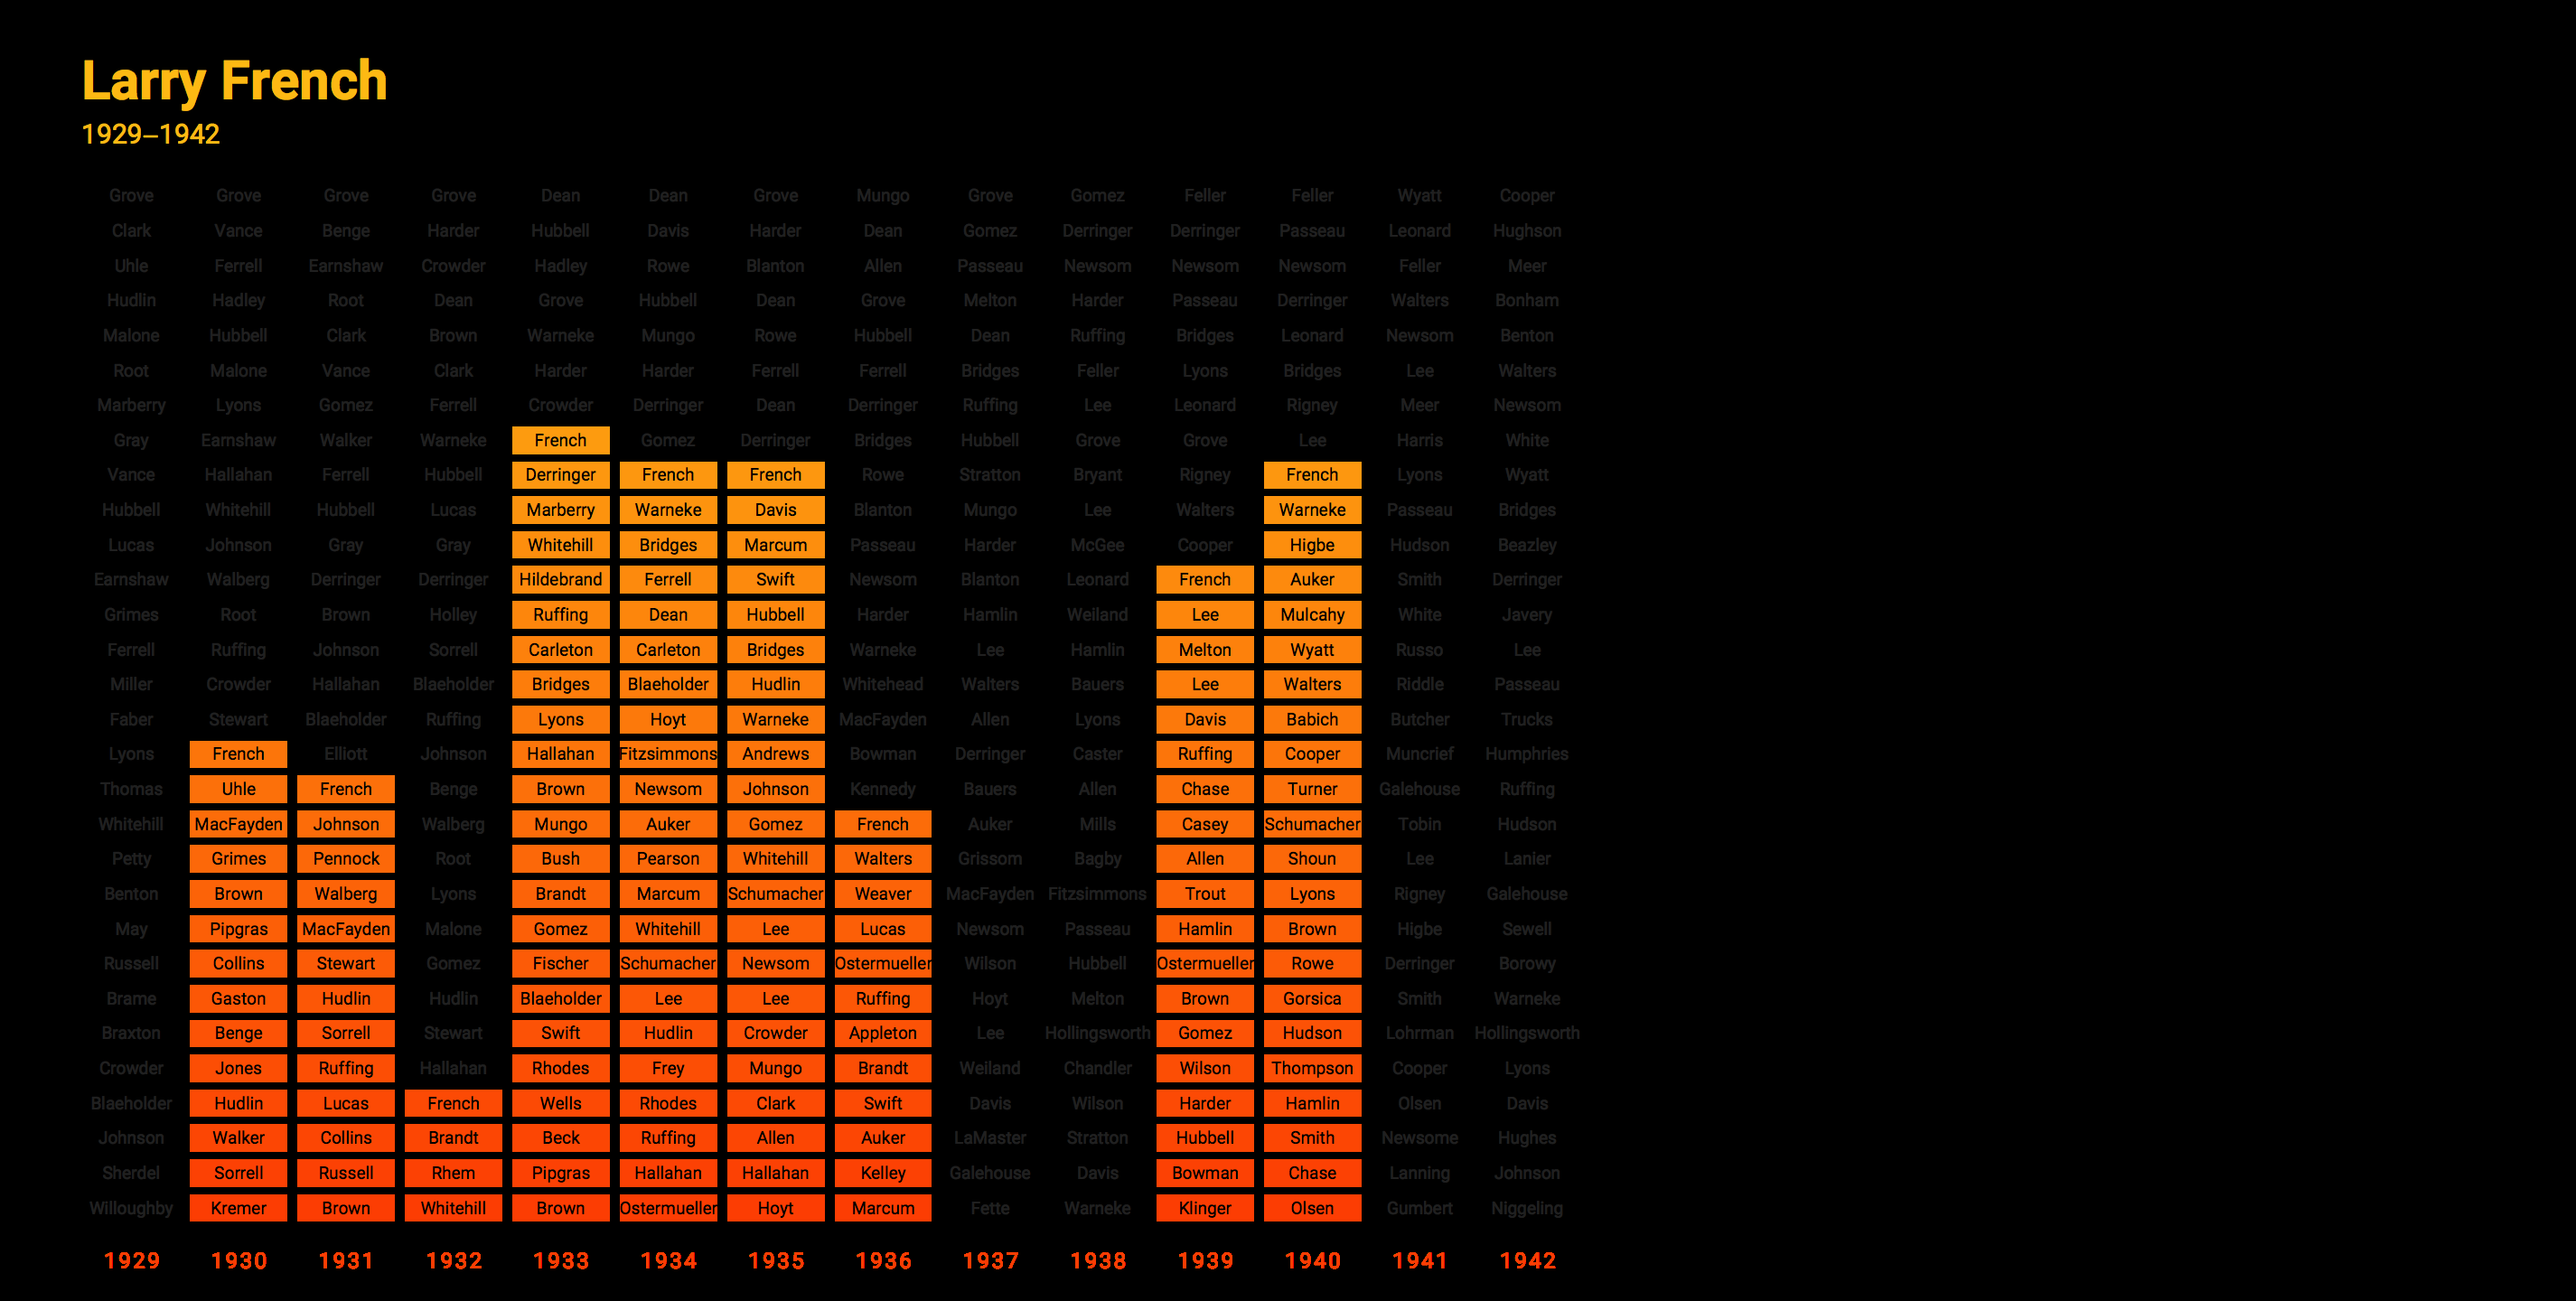 Larry French
1929–1942
Grove Grove Grove Grove Dean Dean Grove Mungo Grove Gomez Feller Feller Wyatt Cooper
Clark Vance Benge Harder Hubbell Davis Harder Dean Gomez Derringer Derringer Passeau Leonard Hughson
Uhle Ferrell Earnshaw Crowder Hadley Rowe Blanton Allen Passeau Newsom Newsom Newsom Feller Meer
Hudlin Hadley Root Dean Grove Hubbell Dean Grove Melton Harder Passeau Derringer Walters Bonham
Malone Hubbell Clark Brown Warneke Mungo Rowe Hubbell Dean Ruffing Bridges Leonard Newsom Benton
Root Malone Vance Clark Harder Harder Ferrell Ferrell Bridges Feller Lyons Bridges Lee Walters
Marberry Lyons Gomez Ferrell Crowder Derringer Dean Derringer Ruffing Lee Leonard Rigney Meer Newsom
Gray Earnshaw Walker Warneke French Gomez Derringer Bridges Hubbell Grove Grove Lee Harris White
Vance Hallahan Ferrell Hubbell Derringer French French Rowe Stratton Bryant Rigney French Lyons Wyatt
Hubbell Whitehill Hubbell Lucas Marberry Warneke Davis Blanton Mungo Lee Walters Warneke Passeau Bridges
Lucas Johnson Gray Gray Whitehill Bridges Marcum Passeau Harder McGee Cooper Higbe Hudson Beazley
Earnshaw Walberg Derringer Derringer Hildebrand Ferrell Swift Newsom Blanton Leonard French Auker Smith Derringer
Grimes Root Brown Holley Ruffing Dean Hubbell Harder Hamlin Weiland Lee Mulcahy White Javery
Ferrell Ruffing Johnson Sorrell Carleton Carleton Bridges Warneke Lee Hamlin Melton Wyatt Russo Lee
Miller Crowder Hallahan Blaeholder Bridges Blaeholder Hudlin Whitehead Walters Bauers Lee Walters Riddle Passeau
Faber Stewart Blaeholder Ruffing Lyons Hoyt Warneke MacFayden Allen Lyons Davis Babich Butcher Trucks
Lyons French Elliott Johnson Hallahan Fitzsimmons Andrews Bowman Derringer Caster Ruffing Cooper Muncrief Humphries
Thomas Uhle French Benge Brown Newsom Johnson Kennedy Bauers Allen Chase Turner Galehouse Ruffing
Whitehill MacFayden Johnson Walberg Mungo Auker Gomez French Auker Mills Casey Schumacher Tobin Hudson
Petty Grimes Pennock Root Bush Pearson Whitehill Walters Grissom Bagby Allen Shoun Lee Lanier
Benton Brown Walberg Lyons Brandt Marcum Schumacher Weaver MacFayden Fitzsimmons Trout Lyons Rigney Galehouse
May Pipgras MacFayden Malone Gomez Whitehill Lee Lucas Newsom Passeau Hamlin Brown Higbe Sewell
Russell Collins Stewart Gomez Fischer Schumacher Newsom Ostermueller Wilson Hubbell Ostermueller Rowe Derringer Borowy
Brame Gaston Hudlin Hudlin Blaeholder Lee Lee Ruffing Hoyt Melton Brown Gorsica Smith Warneke
Braxton Benge Sorrell Stewart Swift Hudlin Crowder Appleton Lee Hollingsworth Gomez Hudson Lohrman Hollingsworth
Crowder Jones Ruffing Hallahan Rhodes Frey Mungo Brandt Weiland Chandler Wilson Thompson Cooper Lyons
Blaeholder Hudlin Lucas French Wells Rhodes Clark Swift Davis Wilson Harder Hamlin Olsen Davis
Johnson Walker Collins Brandt Beck Ruffing Allen Auker LaMaster Stratton Hubbell Smith Newsome Hughes
Sherdel Sorrell Russell Rhem Pipgras Hallahan Hallahan Kelley Galehouse Davis Bowman Chase Lanning Johnson
Willoughby Kremer Brown Whitehill Brown Ostermueller Hoyt Marcum Fette Warneke Klinger Olsen Gumbert Niggeling
1929 1930 1931 1932 1933 1934 1935 1936 1937 1938 1939 1940 1941 1942